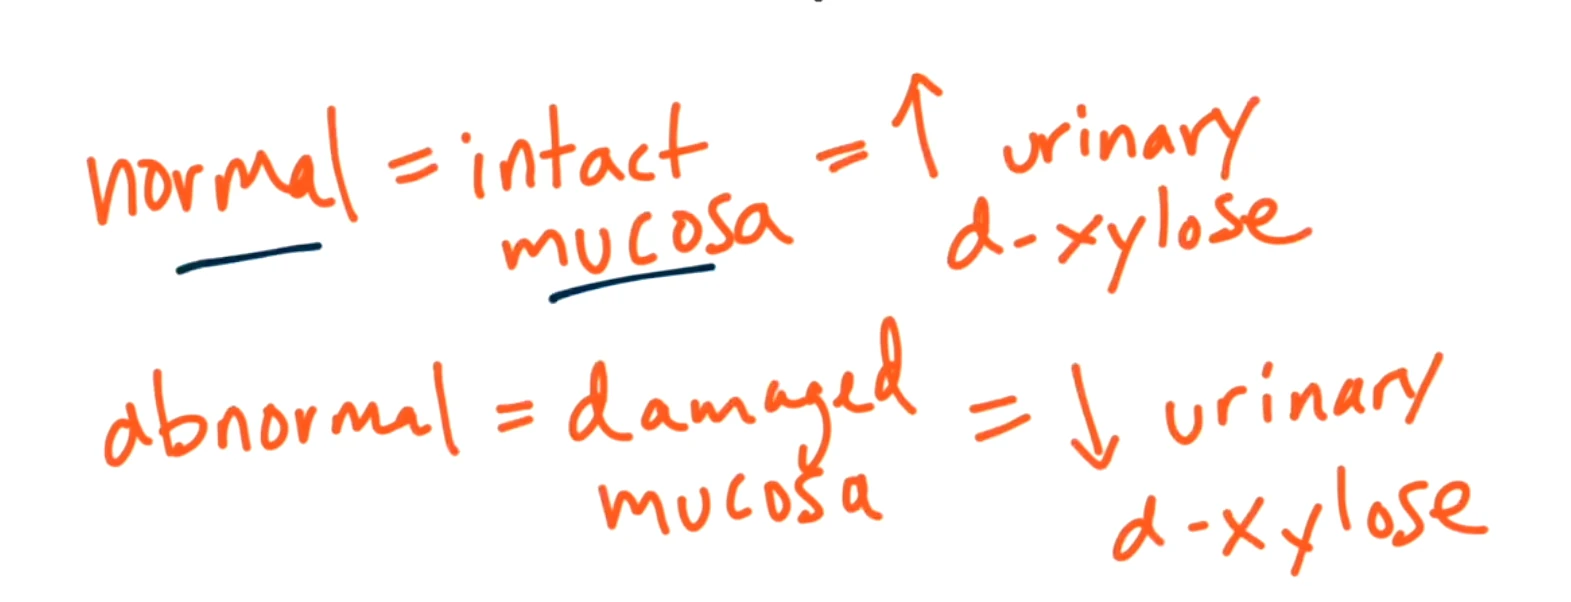 normal = intact = ↑ urinary
mucosa d-xylose
abnormal = damaged = ↓ urinary
mucosa d-xylose